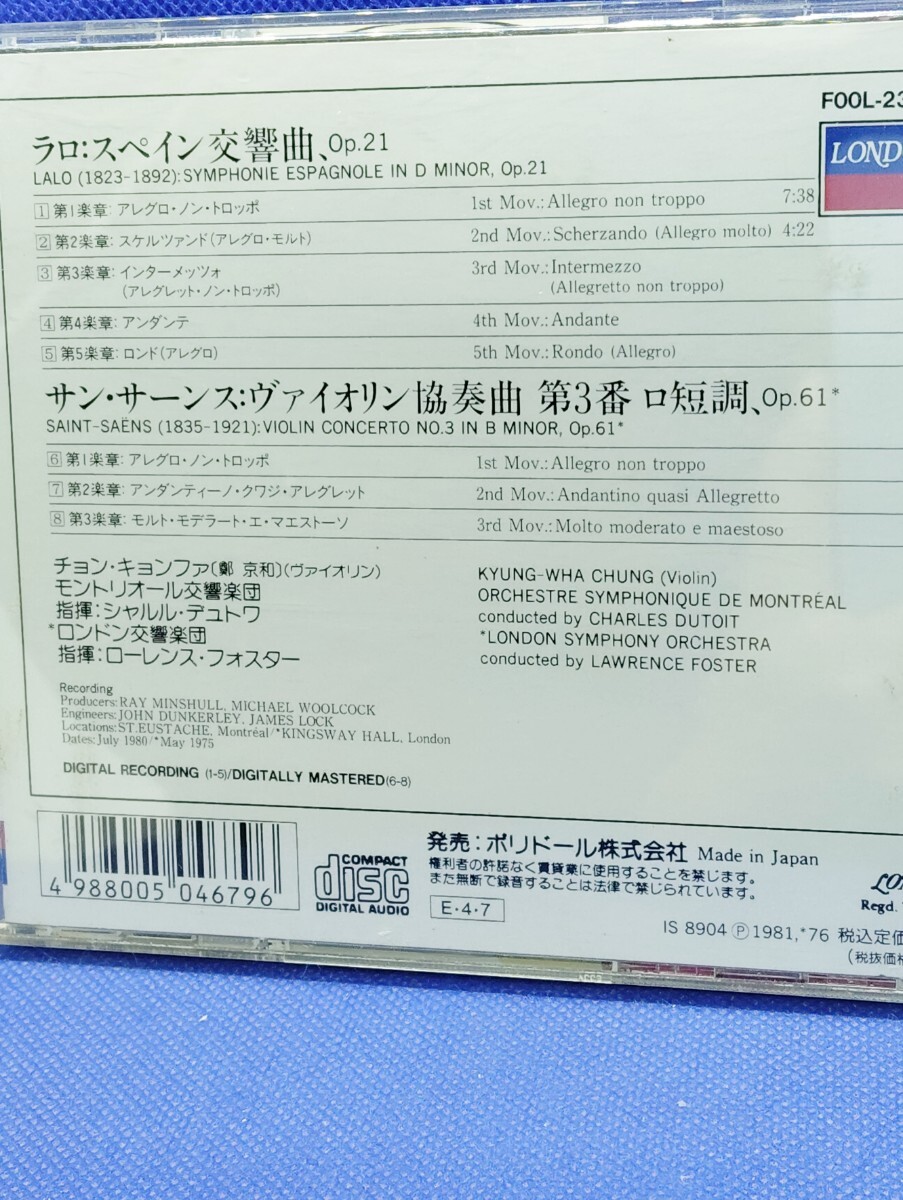 FOOL-23
LONDO
ラロ:スペイン交響曲、Op.21
LALO (1823-1892):SYMPHONIE ESPAGNOLE IN D MINOR, Op.21
1 第1楽章: アレグロ・ノン・トロッポ 1st Mov.: Allegro non troppo 7:38
2 第2楽章: スケルツァンド(アレグロ・モルト) 2nd Mov.: Scherzando (Allegro molto) 4:22
3 第3楽章: インターメッツォ 3rd Mov.: Intermezzo
(アレグレット・ノン・トロッポ) (Allegretto non troppo)
4 第4楽章: アンダンテ 4th Mov.: Andante
5 第5楽章: ロンド(アレグロ) 5th Mov.: Rondo (Allegro)
サン・サーンス:ヴァイオリン協奏曲 第3番 ロ短調、Op.61*
SAINT-SAËNS (1835-1921): VIOLIN CONCERTO NO.3 IN B MINOR, Op.61*
6 第1楽章: アレグロ・ノン・トロッポ 1st Mov.: Allegro non troppo
7 第2楽章: アンダンティーノ・クワジ・アレグレット 2nd Mov.: Andantino quasi Allegretto
8 第3楽章: モルト・モデラート・エ・マエストーソ 3rd Mov.: Molto moderato e maestoso
チョン・キョンファ〔鄭 京和〕(ヴァイオリン)
モントリオール交響楽団
指揮:シャルル・デュトワ
*ロンドン交響楽団
指揮:ローレンス・フォスター
KYUNG-WHA CHUNG (Violin)
ORCHESTRE SYMPHONIQUE DE MONTRÉAL
conducted by CHARLES DUTOIT
*LONDON SYMPHONY ORCHESTRA
conducted by LAWRENCE FOSTER
Recording
Producers: RAY MINSHULL, MICHAEL WOOLCOCK
Engineers: JOHN DUNKERLEY, JAMES LOCK
Locations: ST.EUSTACHE, Montréal/*KINGSWAY HALL, London
Dates: July 1980/*May 1975
DIGITAL RECORDING (1-5)/DIGITALLY MASTERED(6-8)
4 988005 046796
COMPACT
disc
DIGITAL AUDIO
発売:ポリドール株式会社 Made in Japan
権利者の許諾なく賃貸業に使用することを禁じます。
また無断で録音することは法律で禁じられています。
E・4・7
LO
Regd.
IS 8904 Ⓟ 1981,*76 税込定価
(税抜価格